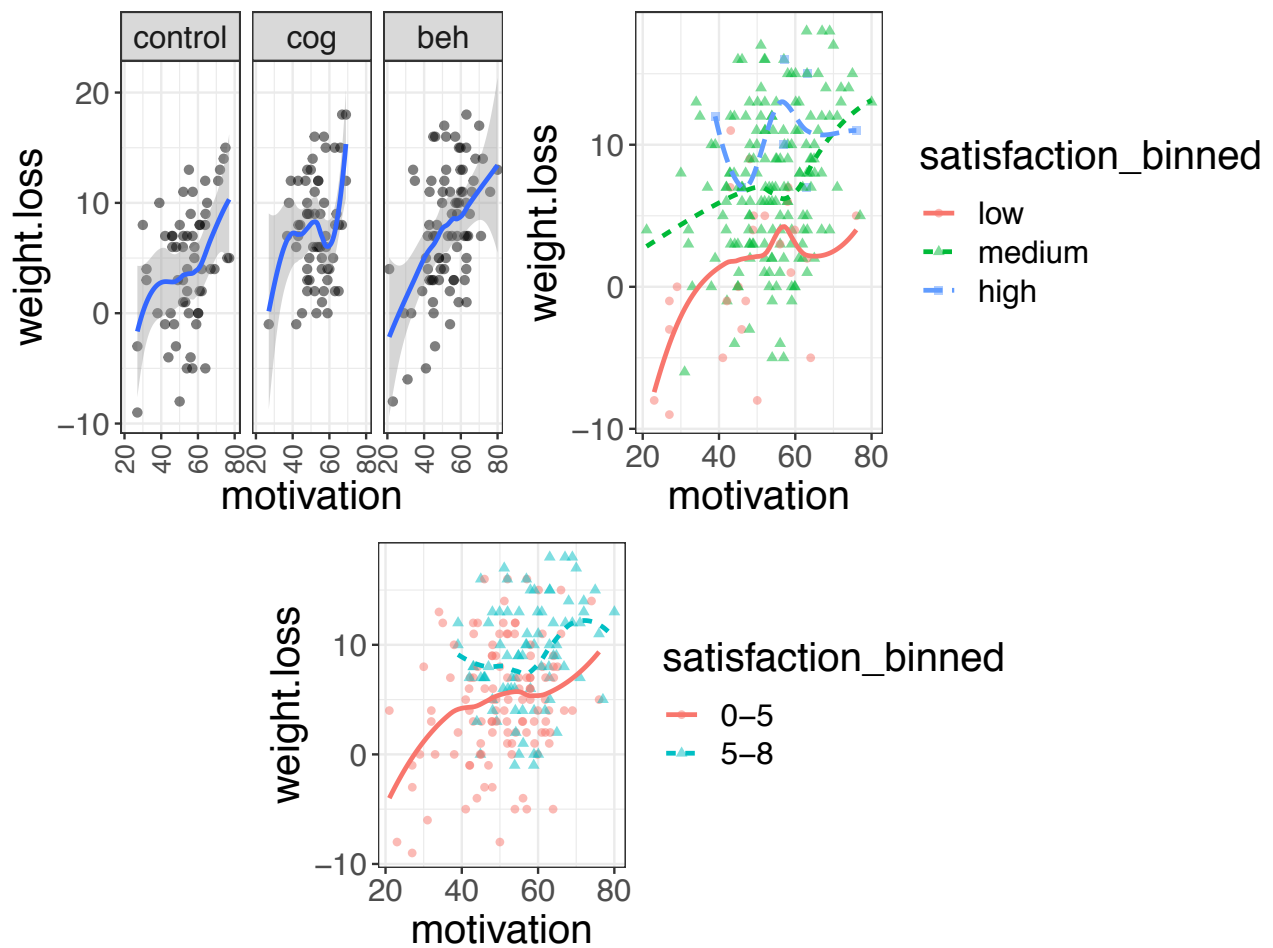 control cog beh
20
10
0
−10
weight.loss
20 40 60 80 20 40 60 80 20 40 60 80
motivation
10
0
−10
weight.loss
20 40 60 80
motivation
satisfaction_binned
low
medium
high
10
0
−10
weight.loss
20 40 60 80
motivation
satisfaction_binned
0−5
5−8